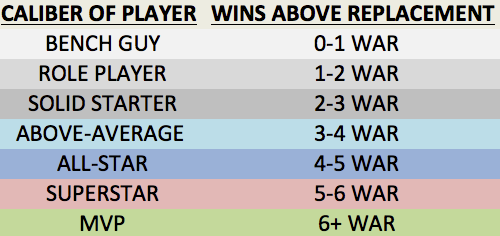 CALIBER OF PLAYER WINS ABOVE REPLACEMENT
BENCH GUY 0-1 WAR
ROLE PLAYER 1-2 WAR
SOLID STARTER 2-3 WAR
ABOVE-AVERAGE 3-4 WAR
ALL-STAR 4-5 WAR
SUPERSTAR 5-6 WAR
MVP 6+ WAR